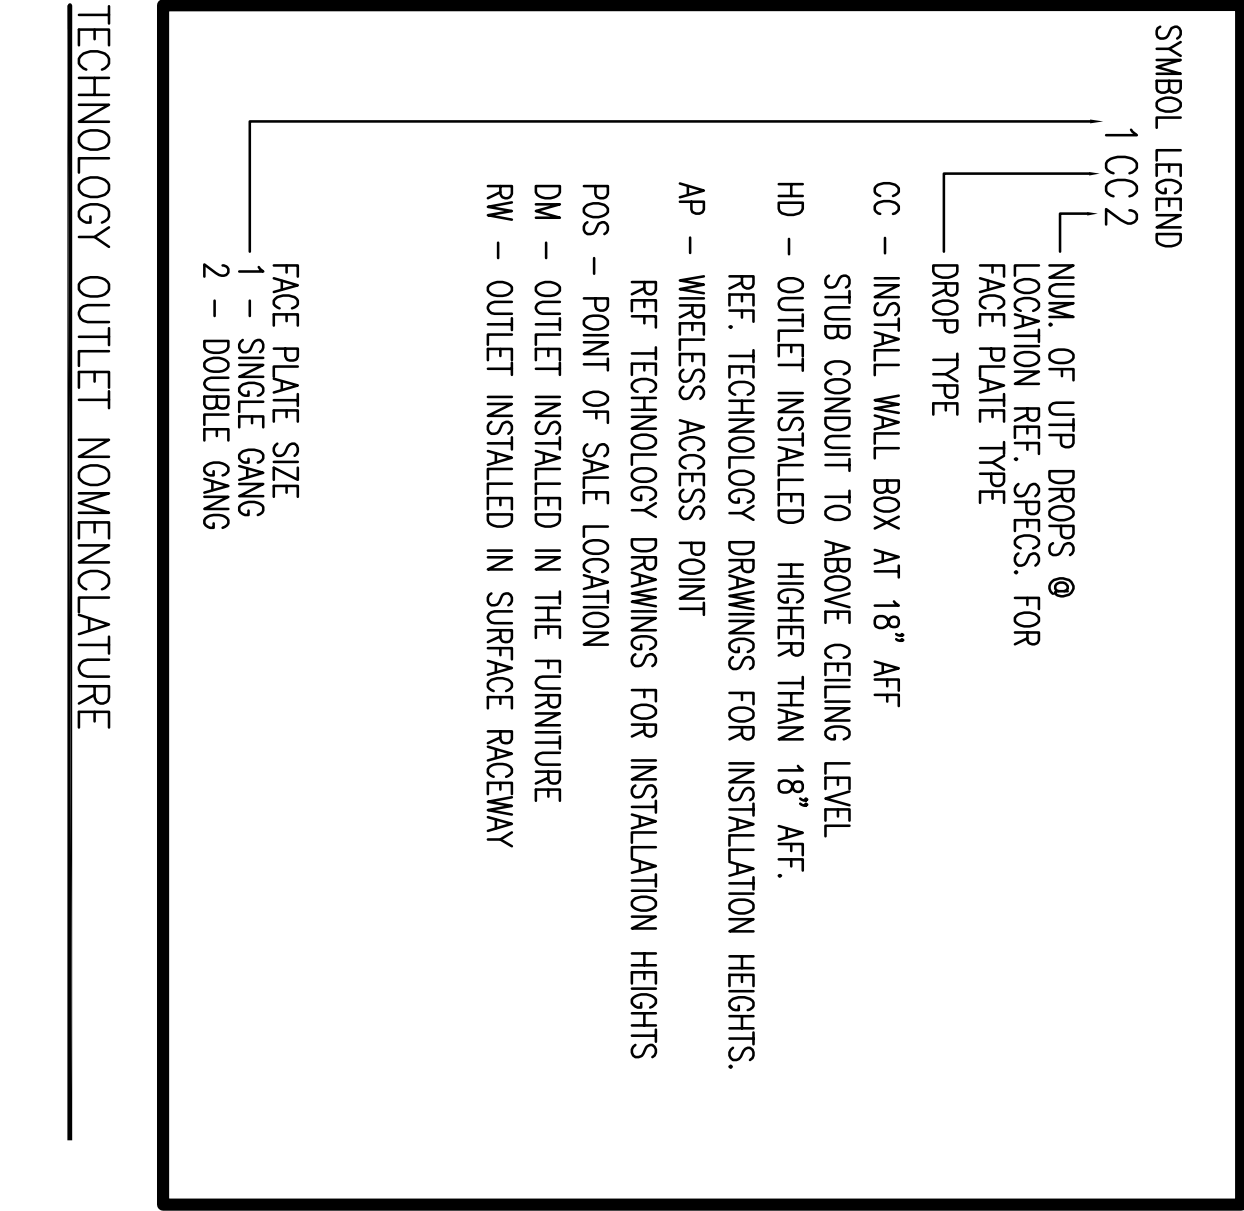 SYMBOL LEGEND
1 CC 2
NUM. OF UTP DROPS @
LOCATION REF. SPECS. FOR
FACE PLATE TYPE
DROP TYPE
CC - INSTALL WALL BOX AT 18" AFF
STUB CONDUIT TO ABOVE CEILING LEVEL
HD - OUTLET INSTALLED HIGHER THAN 18" AFF.
REF. TECHNOLOGY DRAWINGS FOR INSTALLATION HEIGHTS.
AP - WIRELESS ACCESS POINT
REF TECHNOLOGY DRAWINGS FOR INSTALLATION HEIGHTS
POS - POINT OF SALE LOCATION
DM - OUTLET INSTALLED IN THE FURNITURE
RW - OUTLET INSTALLED IN SURFACE RACEWAY
FACE PLATE SIZE
1 - SINGLE GANG
2 - DOUBLE GANG
TECHNOLOGY OUTLET NOMENCLATURE